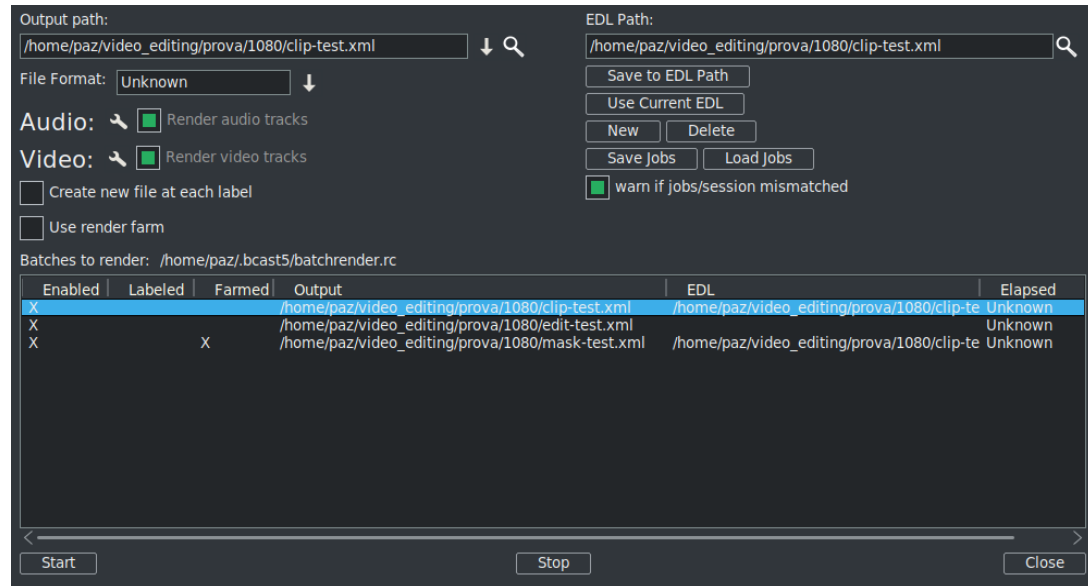 Output path:
/home/paz/video_editing/prova/1080/clip-test.xml
File Format: Unknown
Audio: Render audio tracks
Video: Render video tracks
Create new file at each label
Use render farm
EDL Path:
/home/paz/video_editing/prova/1080/clip-test.xml
Save to EDL Path
Use Current EDL
New Delete
Save Jobs Load Jobs
warn if jobs/session mismatched
Batches to render: /home/paz/.bcast5/batchrender.rc
Enabled Labeled Farmed Output EDL Elapsed
X /home/paz/video_editing/prova/1080/clip-test.xml /home/paz/video_editing/prova/1080/clip-te Unknown
X /home/paz/video_editing/prova/1080/edit-test.xml Unknown
X X /home/paz/video_editing/prova/1080/mask-test.xml /home/paz/video_editing/prova/1080/clip-te Unknown
Start Stop Close